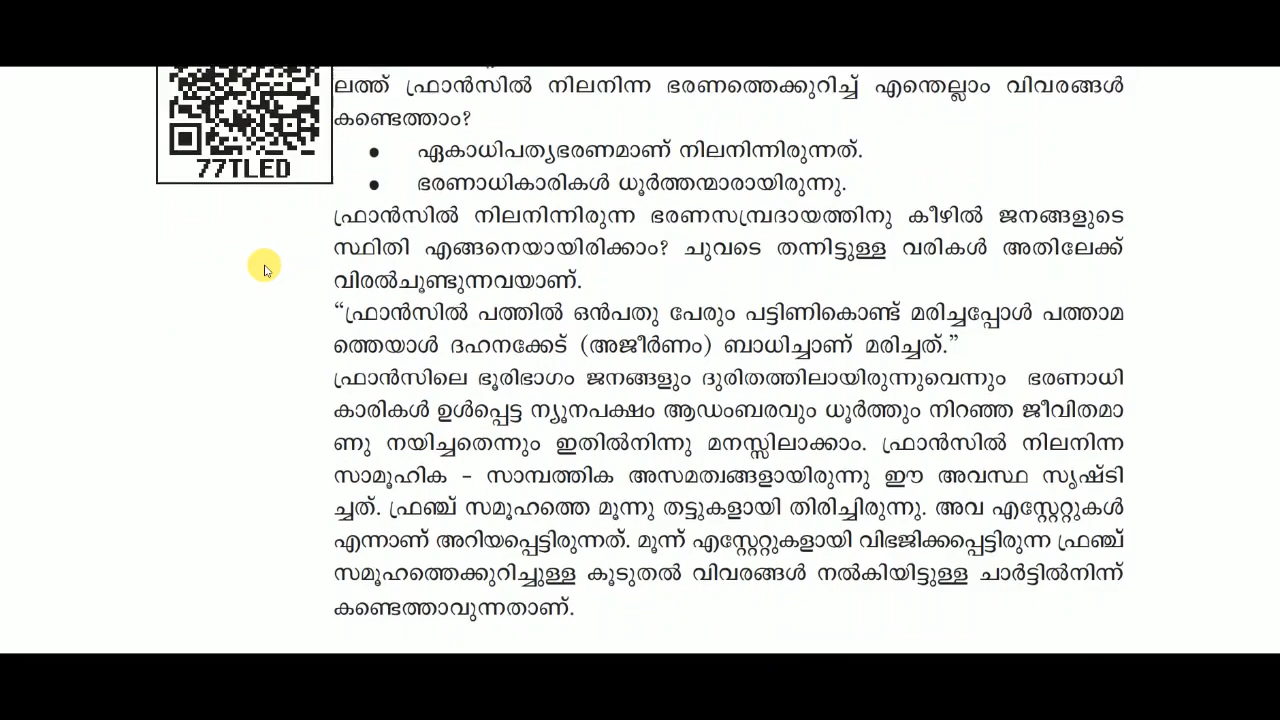 ലത്ത് ഫ്രാൻസിൽ നിലനിന്ന ഭരണത്തെക്കുറിച്ച് എന്തെല്ലാം വിവരങ്ങൾ
കണ്ടെത്താം?
• ഏകാധിപത്യഭരണമാണ് നിലനിന്നിരുന്നത്.
• ഭരണാധികാരികൾ ധൂർത്തന്മാരായിരുന്നു.
77TLED
ഫ്രാൻസിൽ നിലനിന്നിരുന്ന ഭരണസമ്പ്രദായത്തിനു കീഴിൽ ജനങ്ങളുടെ
സ്ഥിതി എങ്ങനെയായിരിക്കാം? ചുവടെ തന്നിട്ടുള്ള വരികൾ അതിലേക്ക്
വിരൽചൂണ്ടുന്നവയാണ്.
“ഫ്രാൻസിൽ പത്തിൽ ഒൻപതു പേരും പട്ടിണികൊണ്ട് മരിച്ചപ്പോൾ പത്താമ
ത്തെയാൾ ദഹനക്കേട് (അജീർണം) ബാധിച്ചാണ് മരിച്ചത്.”
ഫ്രാൻസിലെ ഭൂരിഭാഗം ജനങ്ങളും ദുരിതത്തിലായിരുന്നുവെന്നും ഭരണാധി
കാരികൾ ഉൾപ്പെട്ട ന്യൂനപക്ഷം ആഡംബരവും ധൂർത്തും നിറഞ്ഞ ജീവിതമാ
ണു നയിച്ചതെന്നും ഇതിൽനിന്നു മനസ്സിലാക്കാം. ഫ്രാൻസിൽ നിലനിന്ന
സാമൂഹിക - സാമ്പത്തിക അസമത്വങ്ങളായിരുന്നു ഈ അവസ്ഥ സൃഷ്ടി
ച്ചത്. ഫ്രഞ്ച് സമൂഹത്തെ മൂന്നു തട്ടുകളായി തിരിച്ചിരുന്നു. അവ എസ്റ്റേറ്റുകൾ
എന്നാണ് അറിയപ്പെട്ടിരുന്നത്. മൂന്ന് എസ്റ്റേറ്റുകളായി വിഭജിക്കപ്പെട്ടിരുന്ന ഫ്രഞ്ച്
സമൂഹത്തെക്കുറിച്ചുള്ള കൂടുതൽ വിവരങ്ങൾ നൽകിയിട്ടുള്ള ചാർട്ടിൽനിന്ന്
കണ്ടെത്താവുന്നതാണ്.